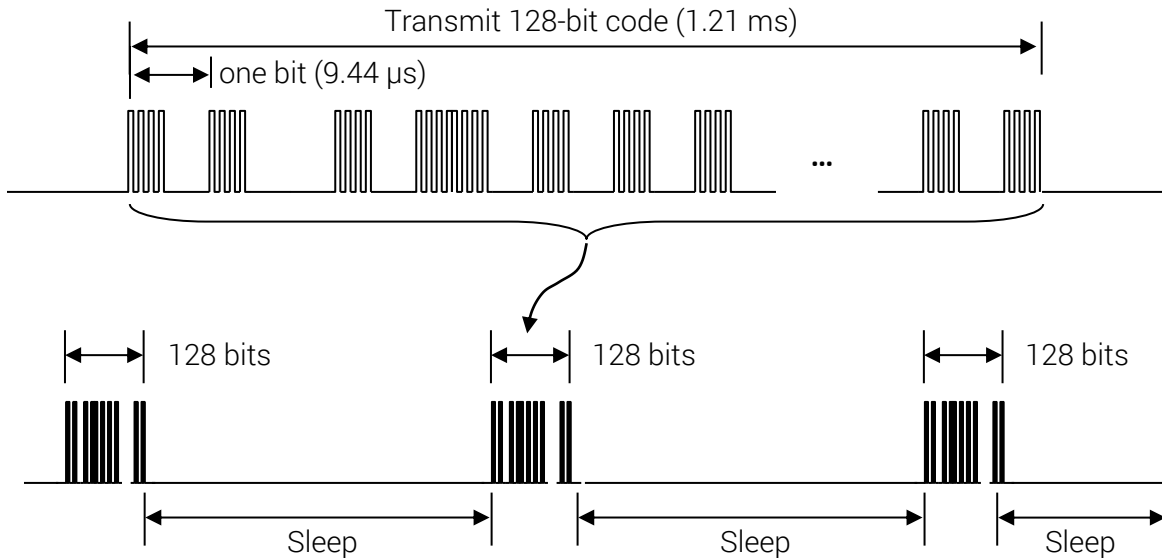 Transmit 128-bit code (1.21 ms)
one bit (9.44 µs)
...
128 bits
128 bits
128 bits
Sleep
Sleep
Sleep